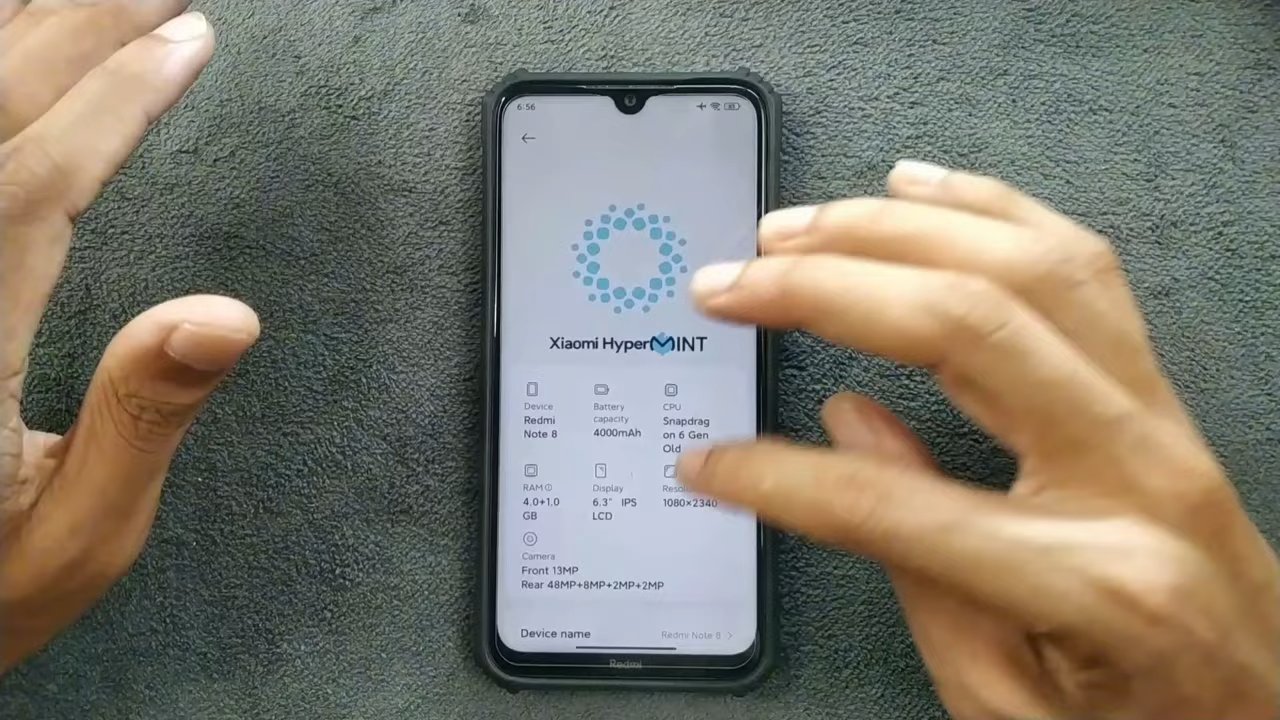 6:56
Xiaomi HyperMINT
Device
Redmi
Note 8
Battery
capacity
4000mAh
CPU
Snapdrag
on 6 Gen
Old
RAM
4.0+1.0
GB
Display
6.3" IPS
LCD
1080×2340
Camera
Front 13MP
Rear 48MP+8MP+2MP+2MP
Device name
Redmi Note 8
Redmi